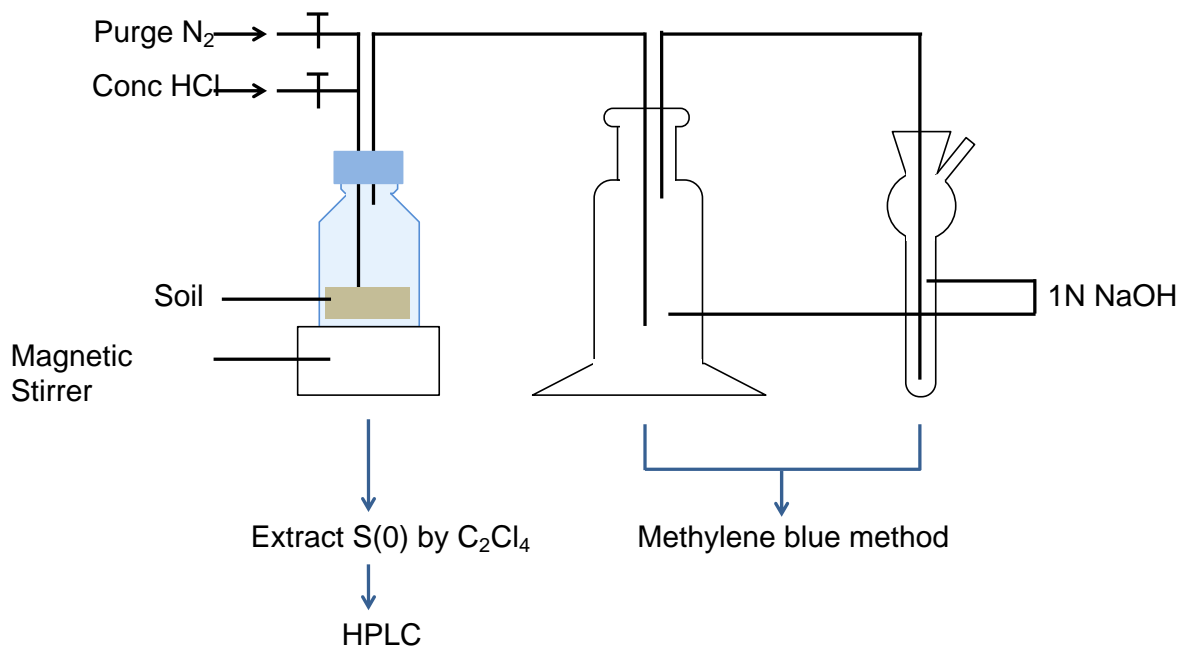 Purge N₂
Conc HCl
Soil
1N NaOH
Magnetic
Stirrer
Extract S(0) by C₂Cl₄
Methylene blue method
HPLC